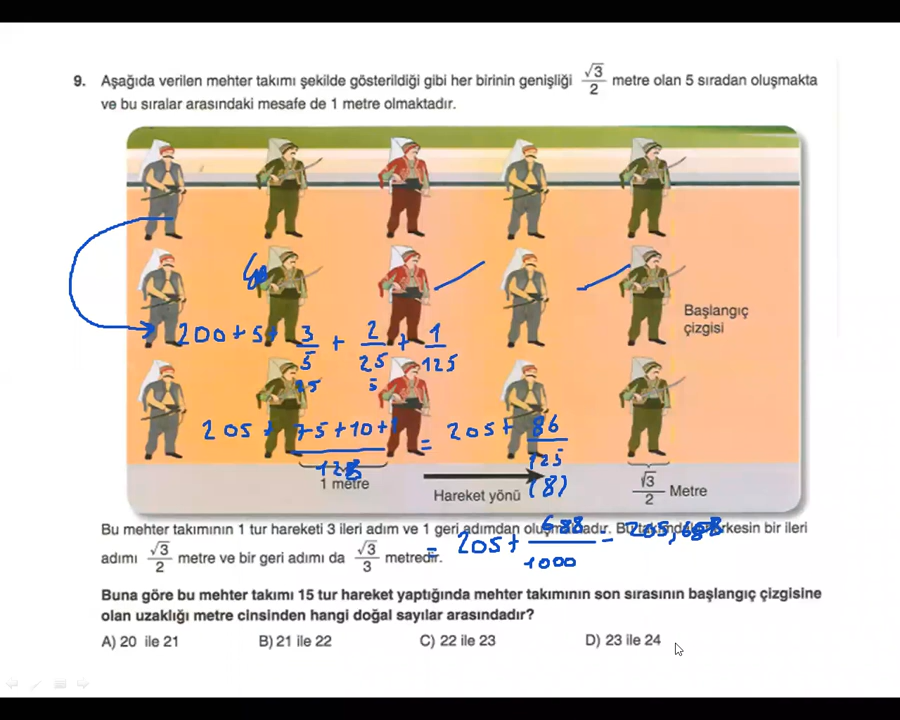 9. Aşağıda verilen mehter takımı şekilde gösterildiği gibi her birinin genişliği √3/2 metre olan 5 sıradan oluşmakta
ve bu sıralar arasındaki mesafe de 1 metre olmaktadır.
Başlangıç
çizgisi
200 + 5 + 3/5 + 2/25 + 1/125
25 5
205 + 75+10+1/125 = 205 + 86/125
(8)
1 metre
Hareket yönü
√3/2 Metre
Bu mehter takımının 1 tur hareketi 3 ileri adım ve 1 geri adımdan oluşmaktadır. Bu takımdaki herkesin bir ileri
= 205 + 688/1000 = 205,688
adımı √3/2 metre ve bir geri adımı da √3/3 metredir.
Buna göre bu mehter takımı 15 tur hareket yaptığında mehter takımının son sırasının başlangıç çizgisine
olan uzaklığı metre cinsinden hangi doğal sayılar arasındadır?
A) 20 ile 21 B) 21 ile 22 C) 22 ile 23 D) 23 ile 24